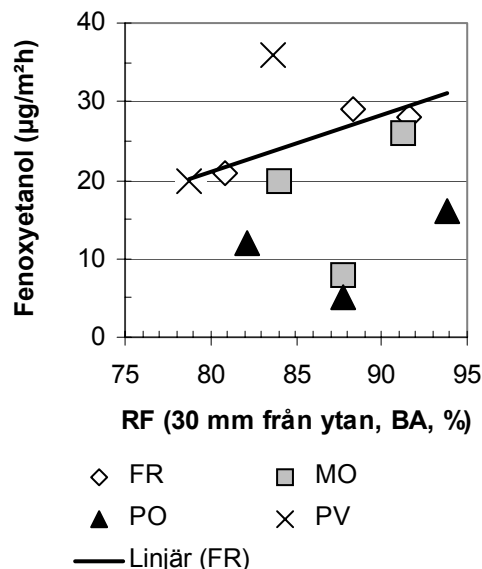 Fenoxyetanol (µg/m²h)
40
30
20
10
0
75 80 85 90 95
RF (30 mm från ytan, BA, %)
FR MO
PO PV
Linjär (FR)